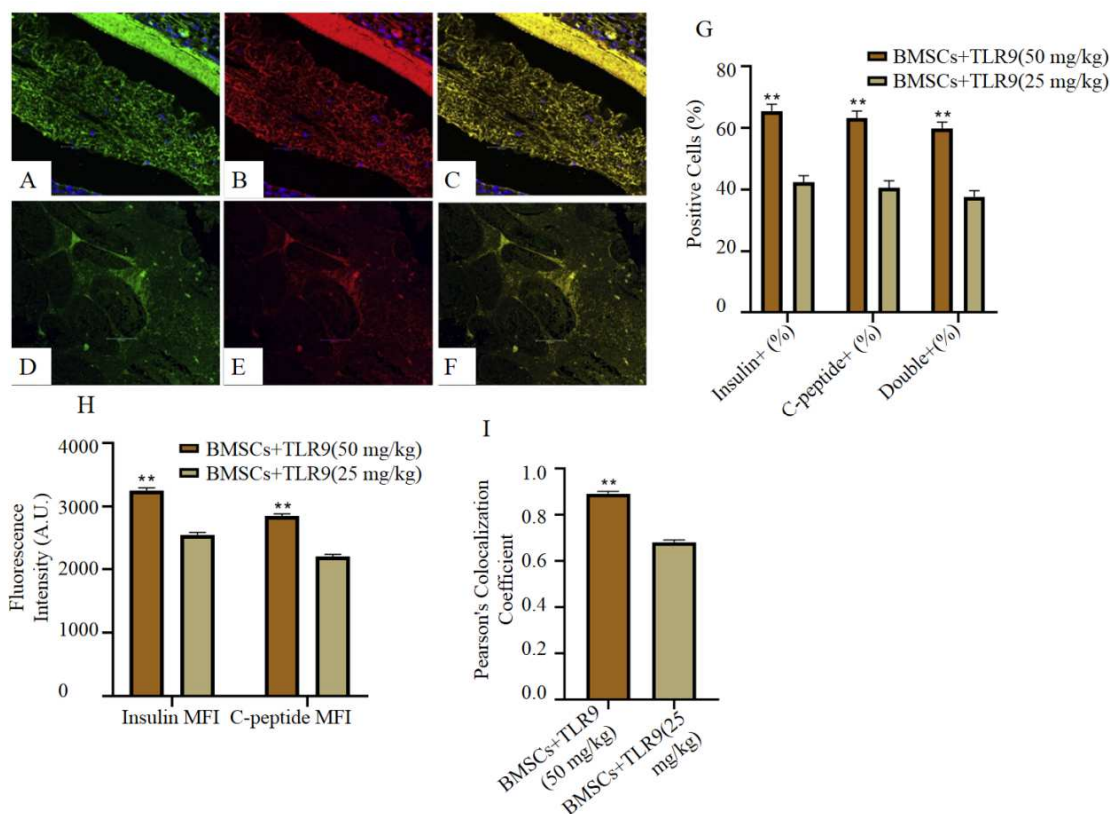 A
B
C
D
E
F
G
BMSCs+TLR9(50 mg/kg)
BMSCs+TLR9(25 mg/kg)
Positive Cells (%)
80
60
40
20
0
**
**
**
Insulin+ (%)
C-peptide+ (%)
Double+(%)
H
BMSCs+TLR9(50 mg/kg)
BMSCs+TLR9(25 mg/kg)
Fluorescence
Intensity (A.U.)
4000
3000
2000
1000
0
**
**
Insulin MFI
C-peptide MFI
I
Pearson's Colocalization
Coefficient
1.0
0.8
0.6
0.4
0.2
0.0
**
BMSCs+TLR9
(50 mg/kg)
BMSCs+TLR9(25
mg/kg)